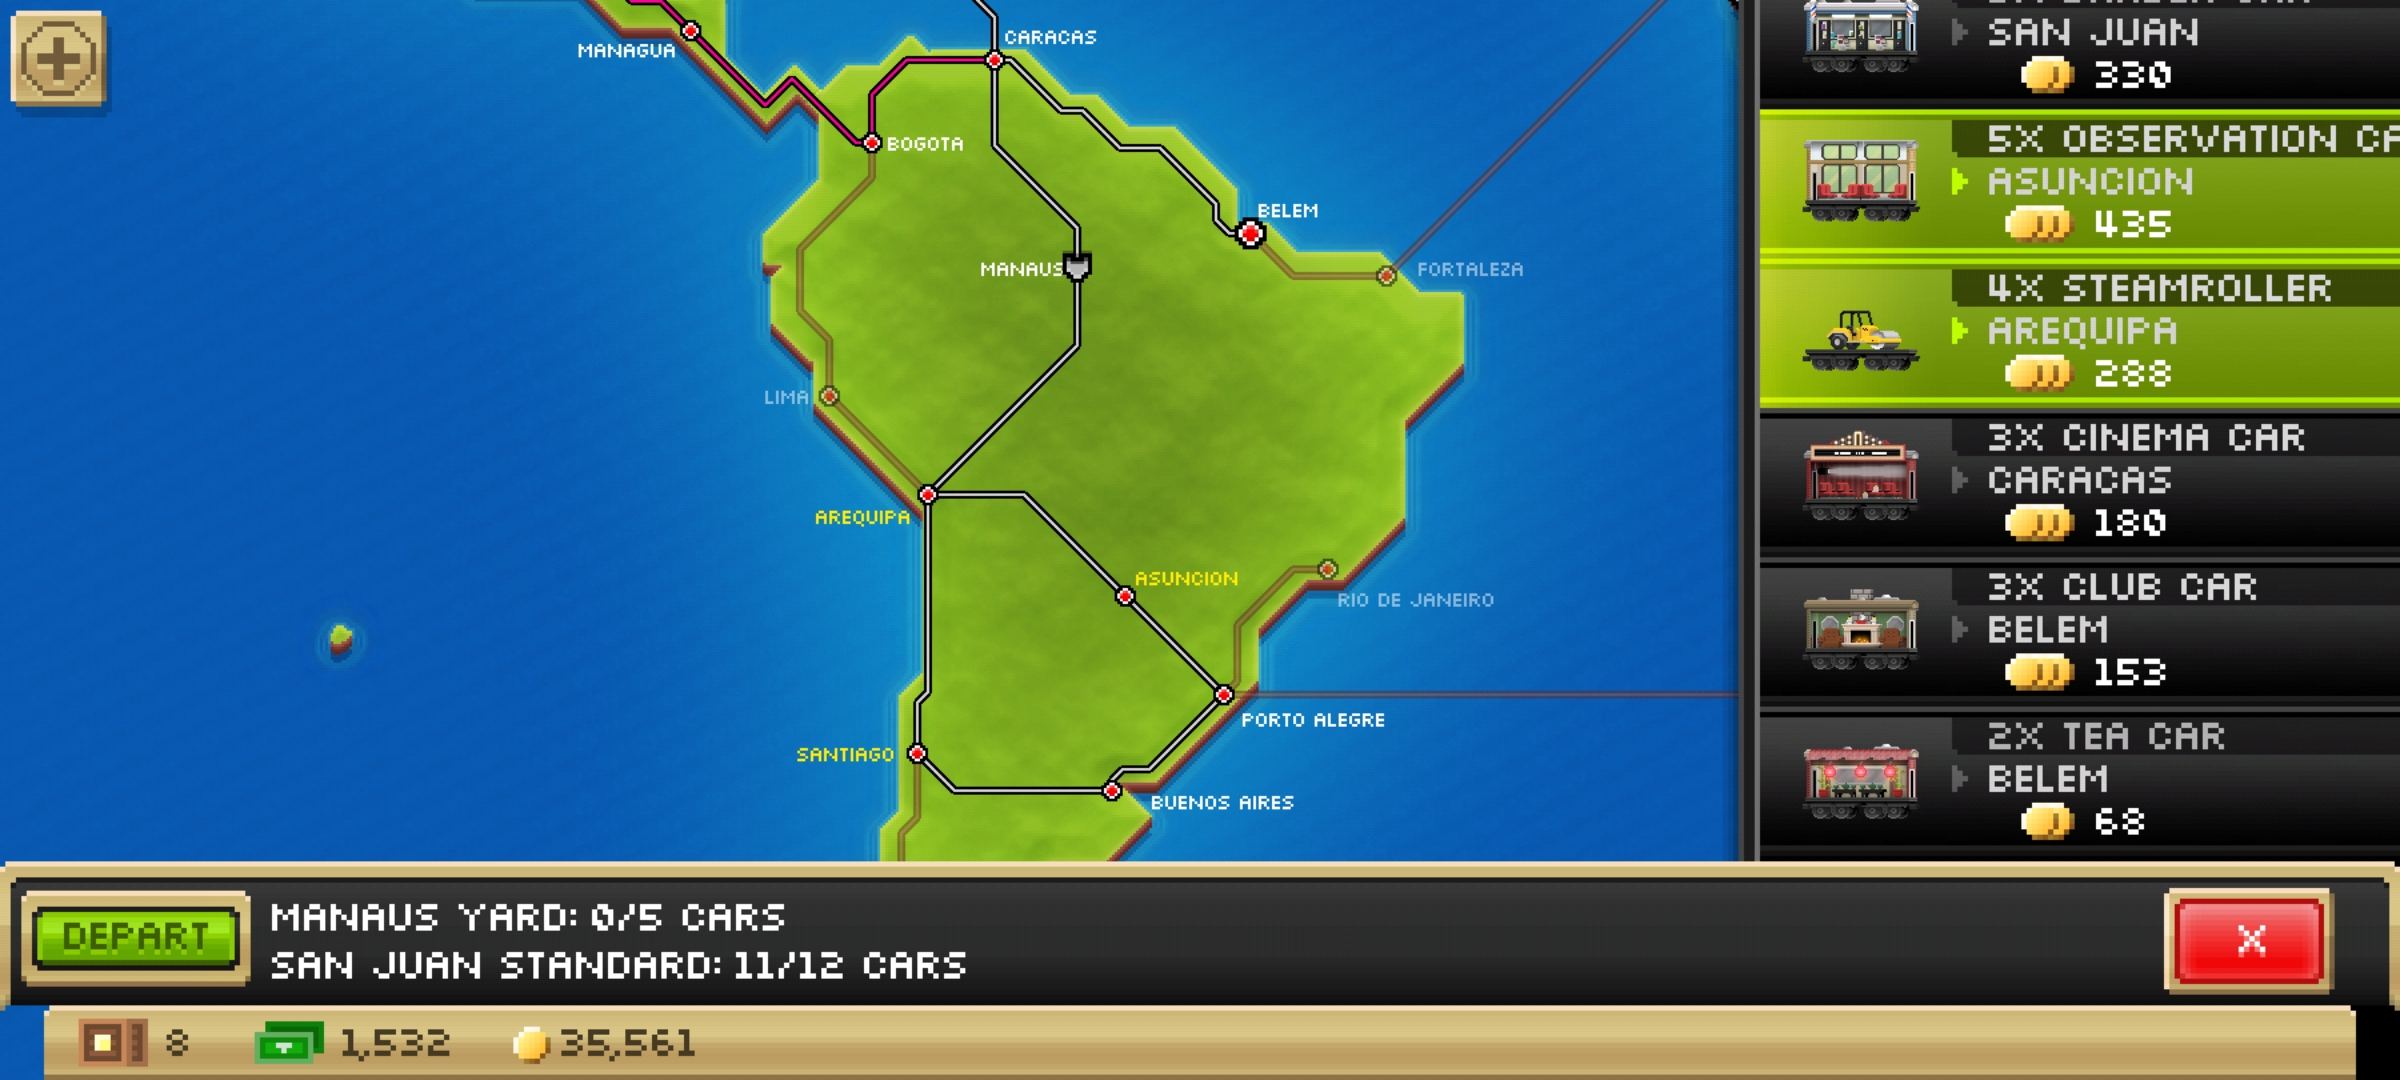 CARACAS
MANAGUA
BOGOTA
BELEM
MANAUS
FORTALEZA
LIMA
AREQUIPA
ASUNCION
RIO DE JANEIRO
PORTO ALEGRE
SANTIAGO
BUENOS AIRES
SAN JUAN
330
5X OBSERVATION CA
ASUNCION
435
4X STEAMROLLER
AREQUIPA
288
3X CINEMA CAR
CARACAS
180
3X CLUB CAR
BELEM
153
2X TEA CAR
BELEM
68
DEPART
MANAUS YARD: 0/5 CARS
SAN JUAN STANDARD: 11/12 CARS
X
8
1,532
35,561